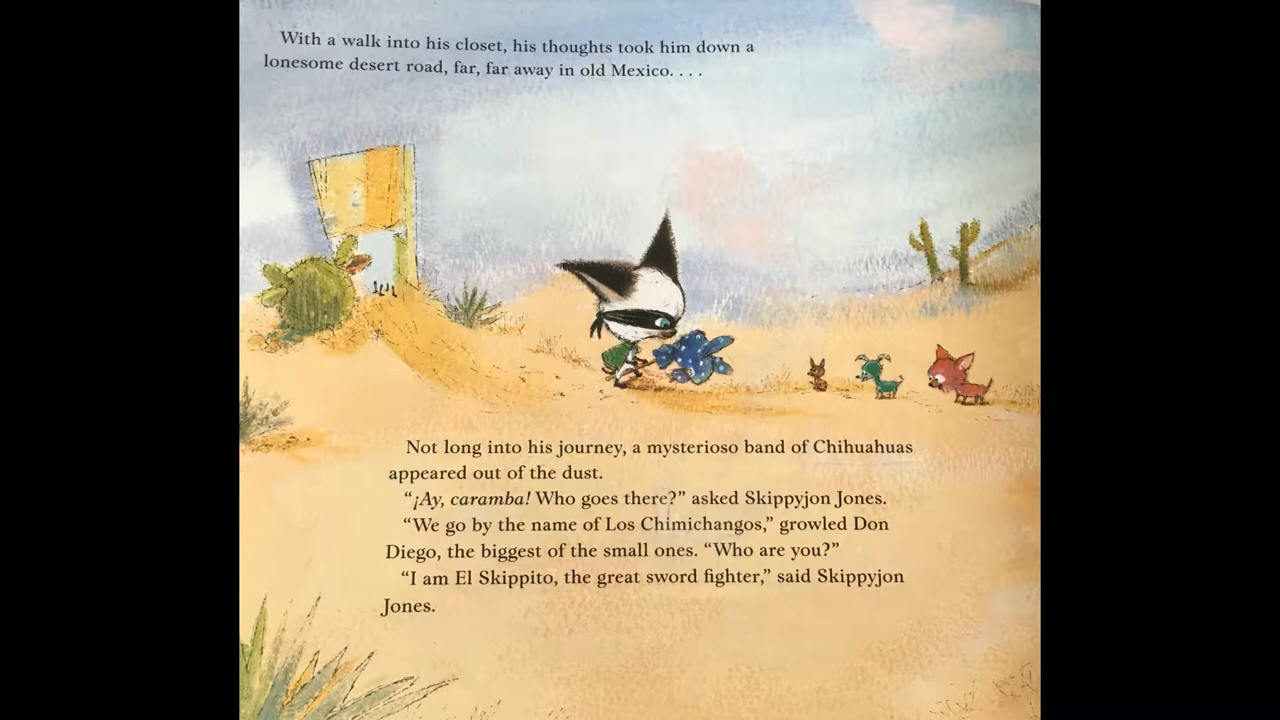 With a walk into his closet, his thoughts took him down a
lonesome desert road, far, far away in old Mexico. . . .
Not long into his journey, a mysterioso band of Chihuahuas
appeared out of the dust.
“¡Ay, caramba! Who goes there?” asked Skippyjon Jones.
“We go by the name of Los Chimichangos,” growled Don
Diego, the biggest of the small ones. “Who are you?”
“I am El Skippito, the great sword fighter,” said Skippyjon
Jones.